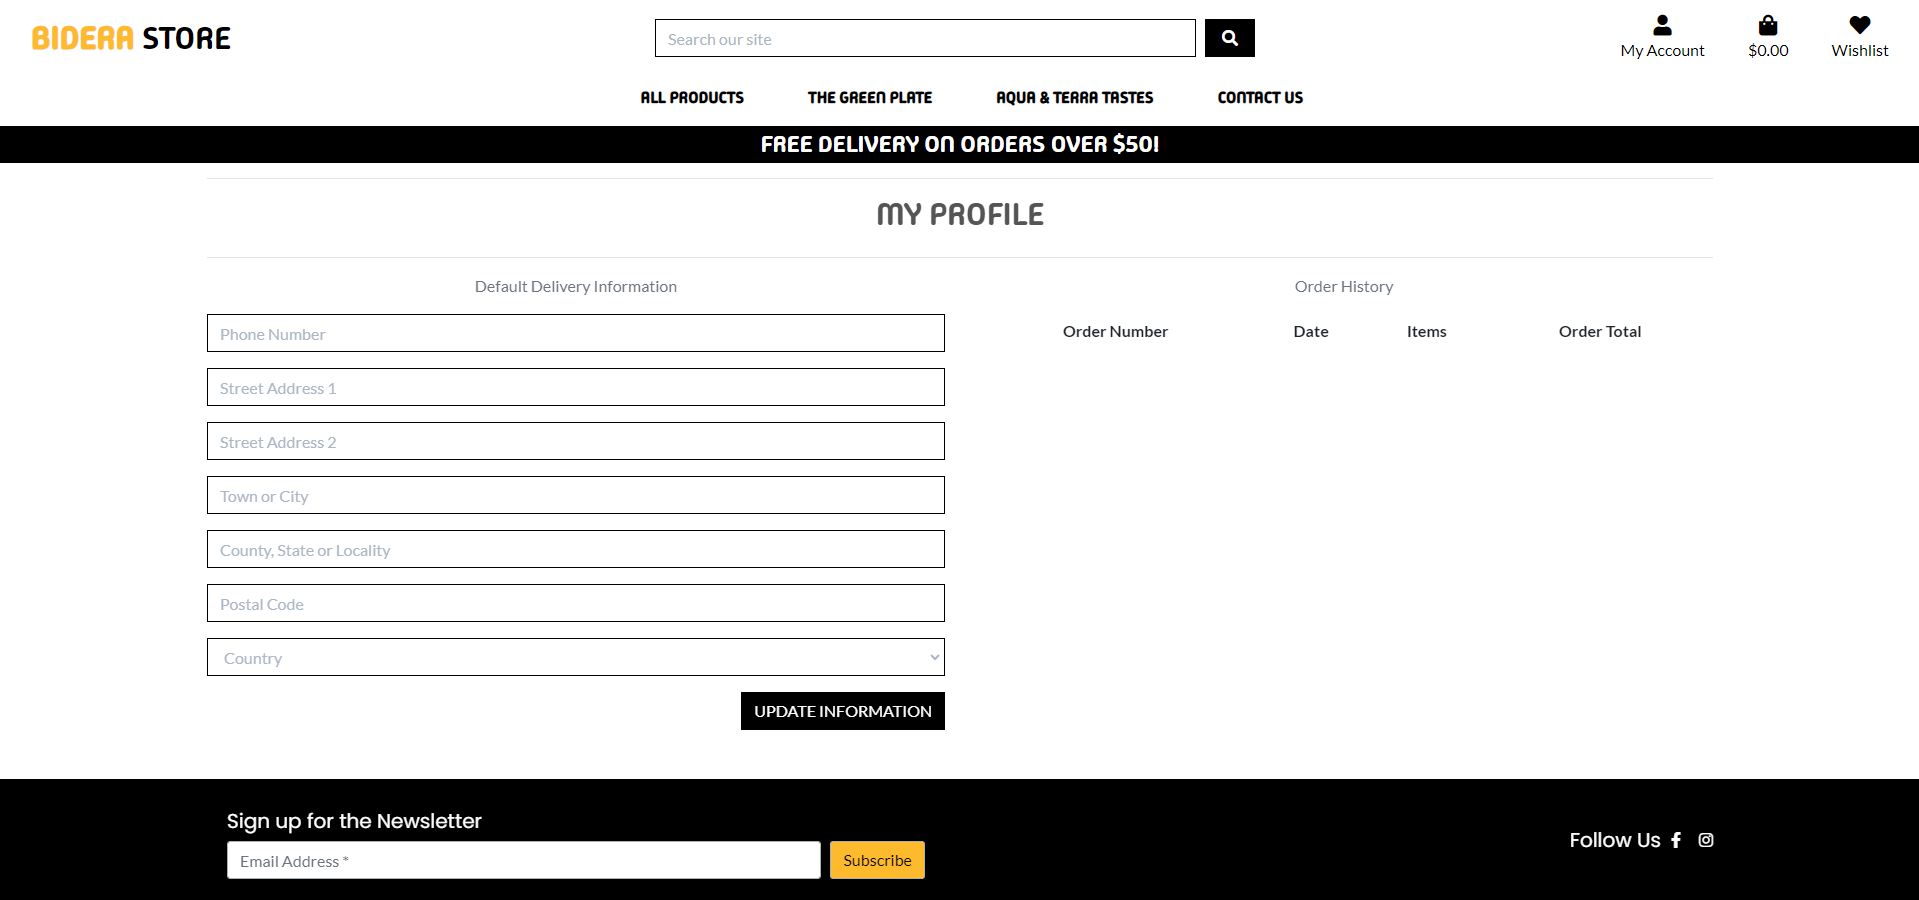 BIDERA STORE
Search our site
My Account
$0.00
Wishlist
ALL PRODUCTS
THE GREEN PLATE
AQUA & TERRA TASTES
CONTACT US
FREE DELIVERY ON ORDERS OVER $50!
MY PROFILE
Default Delivery Information
Phone Number
Street Address 1
Street Address 2
Town or City
County, State or Locality
Postal Code
Country
UPDATE INFORMATION
Order History
Order Number Date Items Order Total
Sign up for the Newsletter
Email Address *
Subscribe
Follow Us